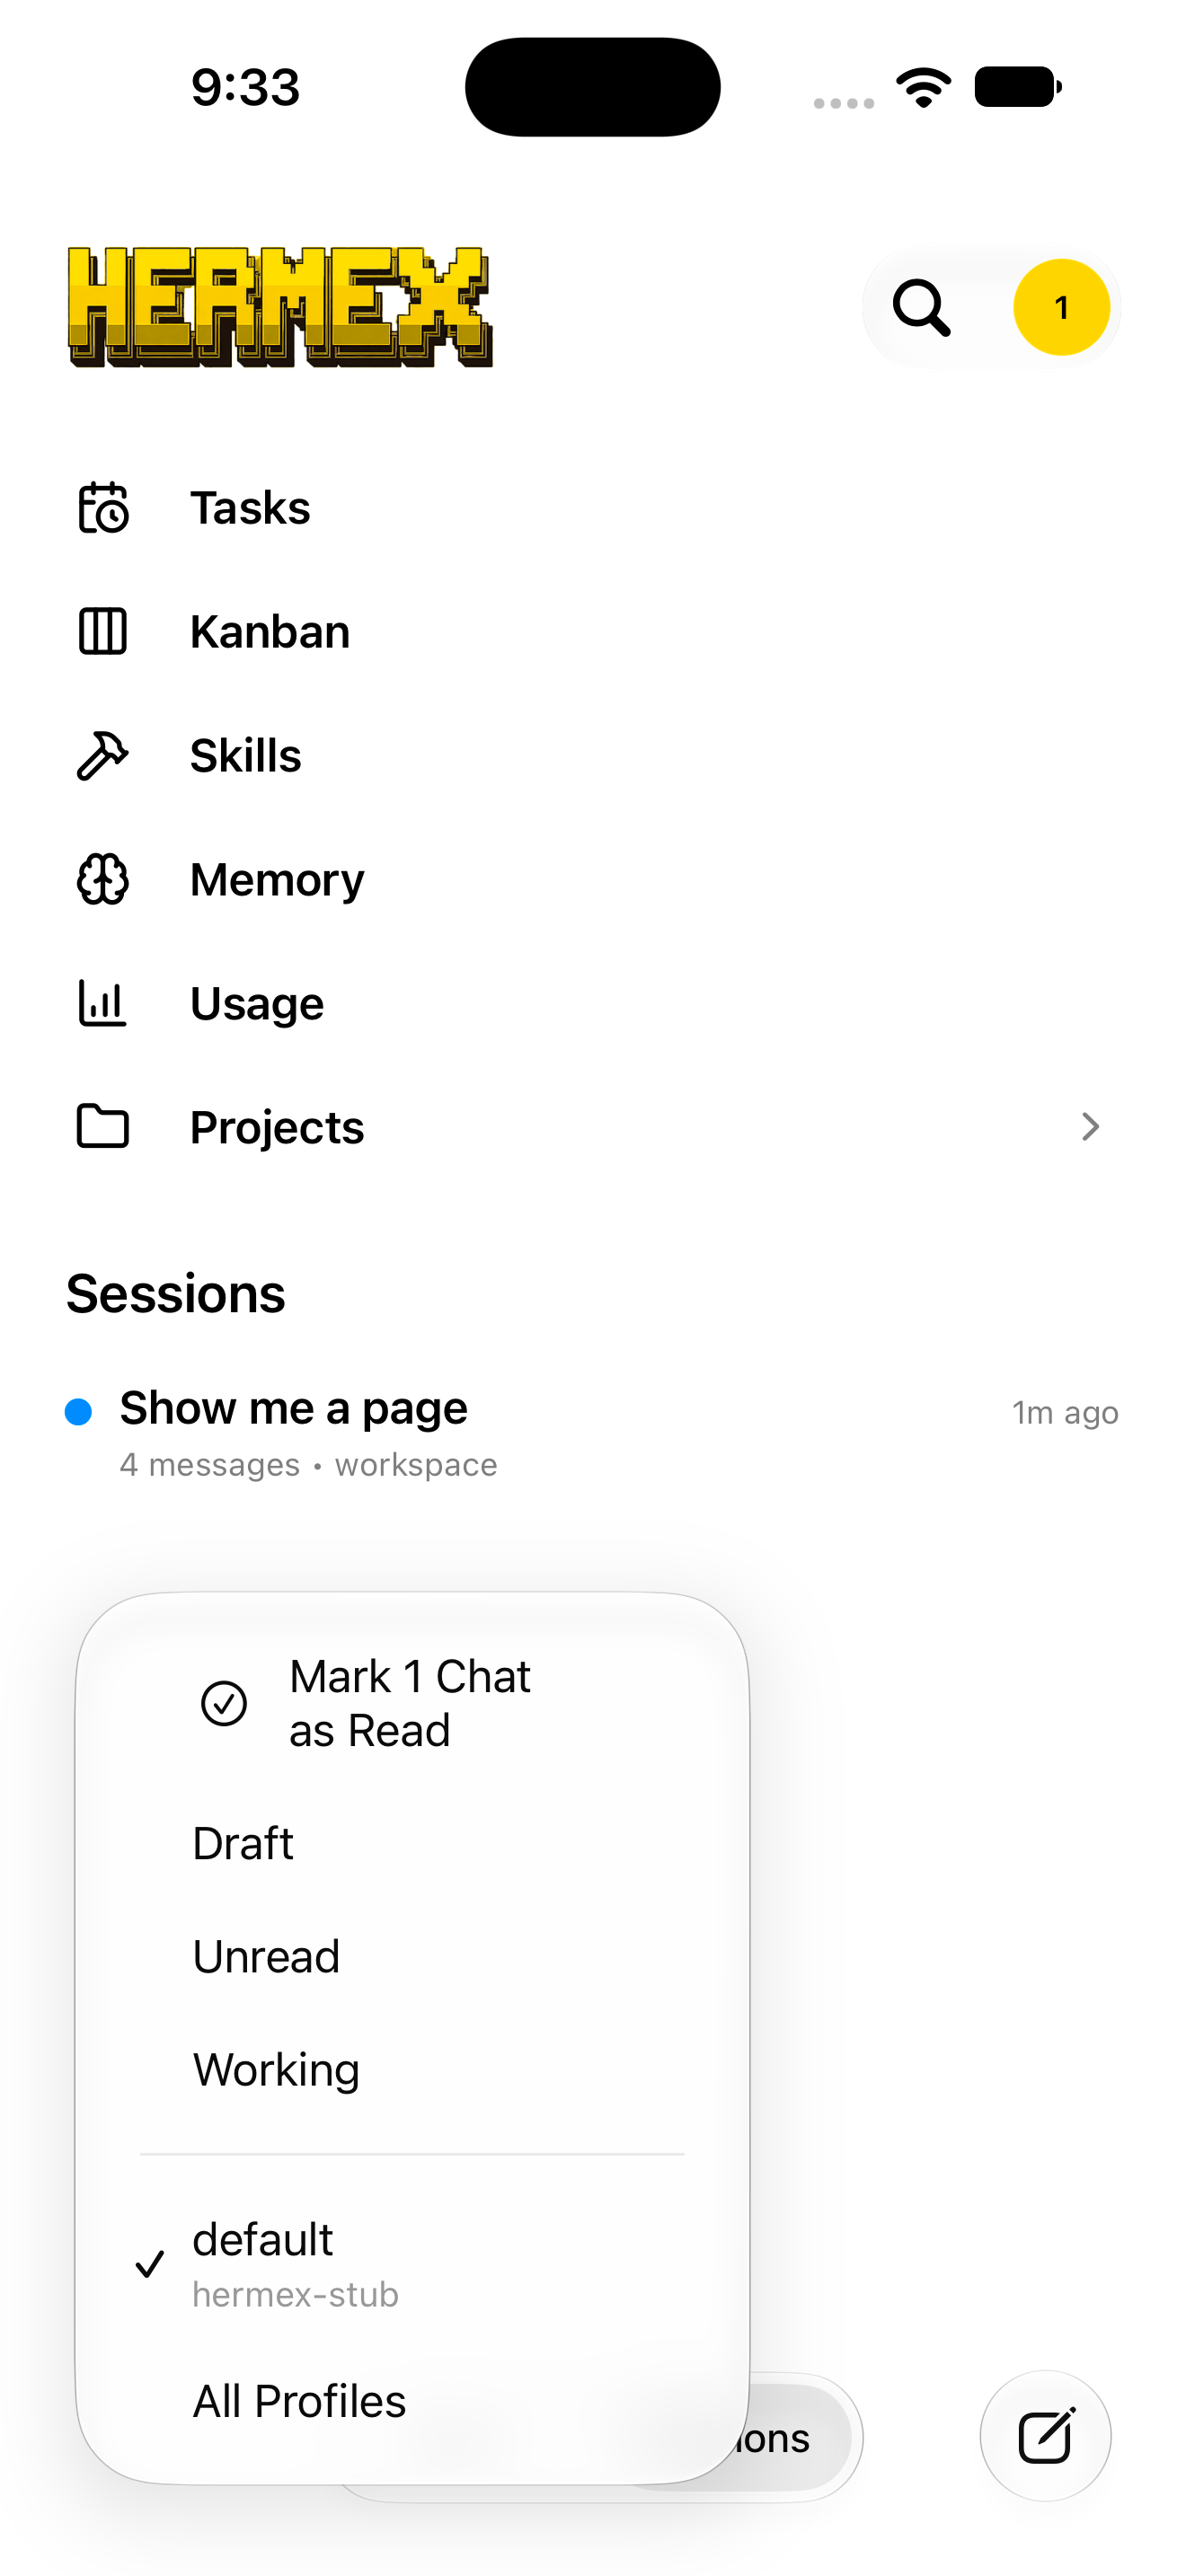 9:33
HERMEX
1
Tasks
Kanban
Skills
Memory
Usage
Projects
Sessions
Show me a page
1m ago
4 messages • workspace
Mark 1 Chat
as Read
Draft
Unread
Working
default
hermex-stub
All Profiles
ions